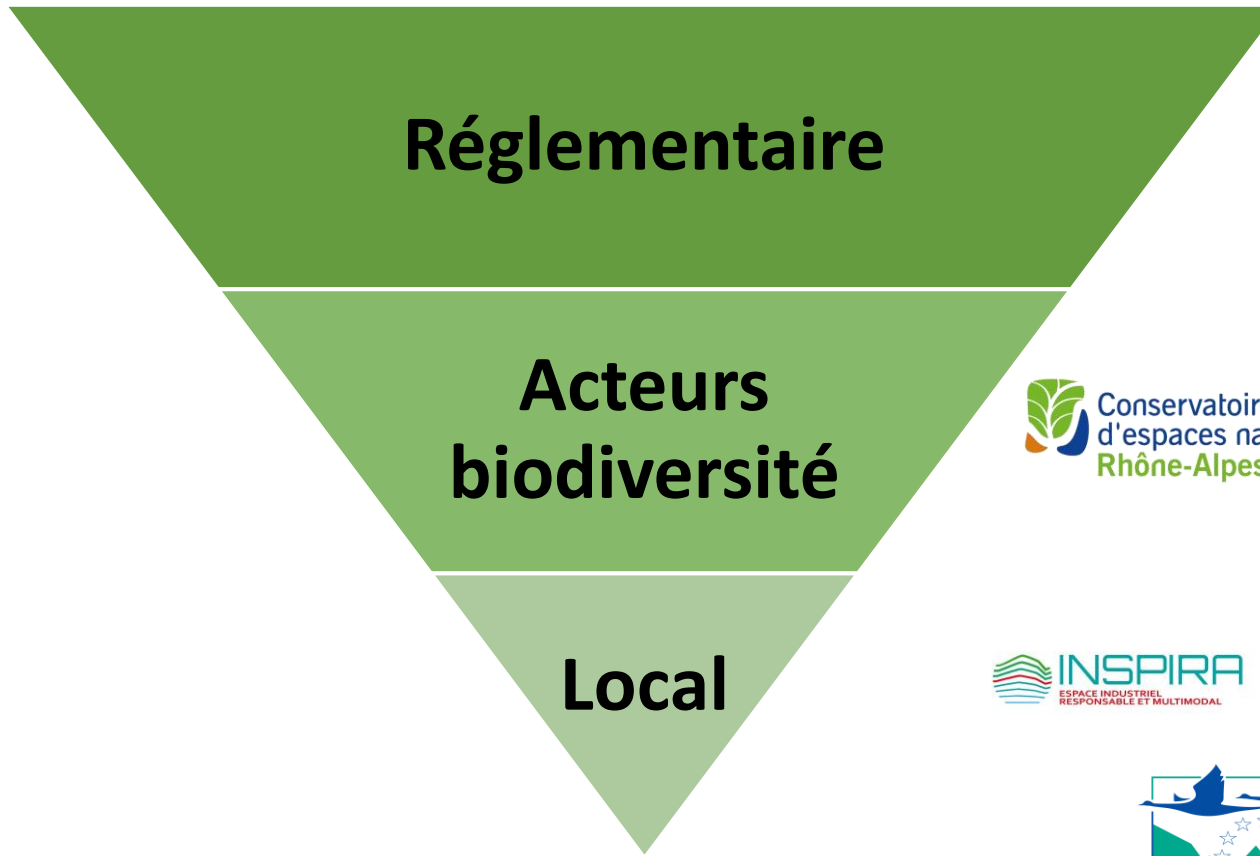 Réglementaire
Acteurs
biodiversité
Conservatoir
d'espaces na
Rhône-Alpes
Local
INSPIRA
ESPACE INDUSTRIEL
RESPONSABLE ET MULTIMODAL